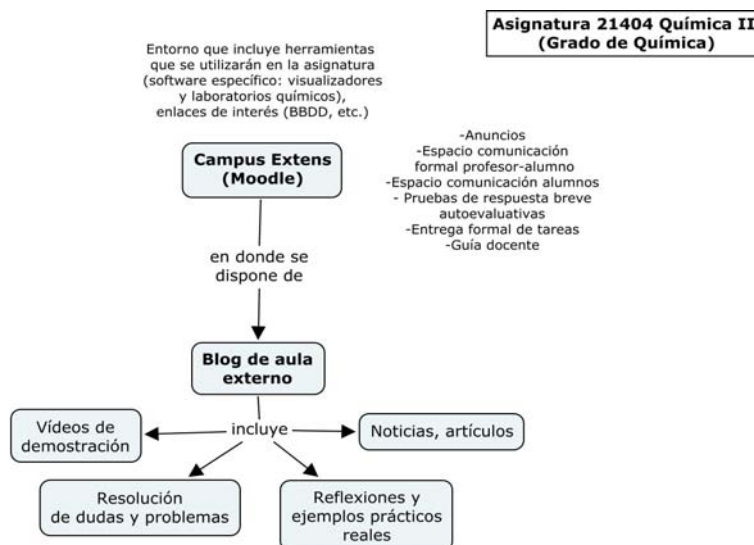 Asignatura 21404 Química II
(Grado de Química)
Entorno que incluye herramientas
que se utilizarán en la asignatura
(software específico: visualizadores
y laboratorios químicos),
enlaces de interés (BBDD, etc.)
Campus Extens
(Moodle)
-Anuncios
-Espacio comunicación
formal profesor-alumno
-Espacio comunicación alumnos
- Pruebas de respuesta breve
autoevaluativas
-Entrega formal de tareas
-Guía docente
en donde se
dispone de
Blog de aula
externo
incluye
Vídeos de
demostración
Noticias, artículos
Resolución
de dudas y problemas
Reflexiones y
ejemplos prácticos
reales